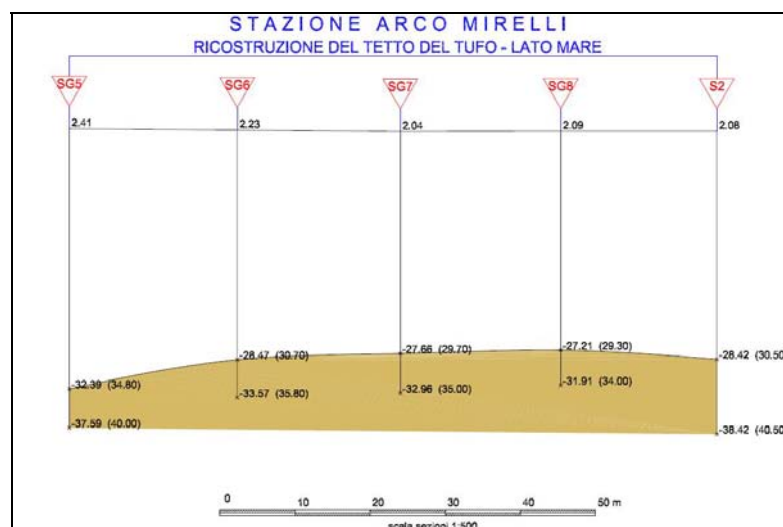 STAZIONE ARCO MIRELLI
RICOSTRUZIONE DEL TETTO DEL TUFO - LATO MARE
SG5 SG6 SG7 SG8 S2
2.41 2.23 2.04 2.09 2.08
-28.47 (30.70) -27.66 (29.70) -27.21 (29.30) -28.42 (30.50
-32.39 (34.80) -33.57 (35.80) -32.96 (35.00) -31.91 (34.00)
-37.59 (40.00) -38.42 (40.50
0 10 20 30 40 50 m
scala sezioni 1:500